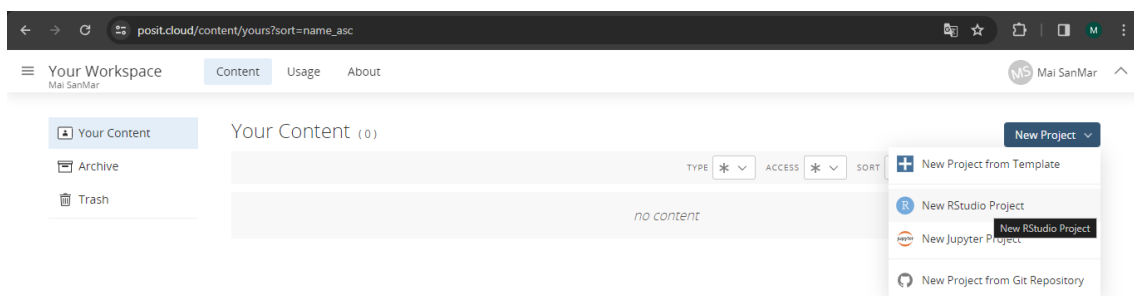 posit.cloud/content/yours?sort=name_asc
M
Your Workspace
Mai SanMar
Content Usage About
MS Mai SanMar
Your Content
Archive
Trash
Your Content (0)
New Project
TYPE * ACCESS * SORT
no content
New Project from Template
R New RStudio Project
New RStudio Project
jupyter New Jupyter Project
New Project from Git Repository